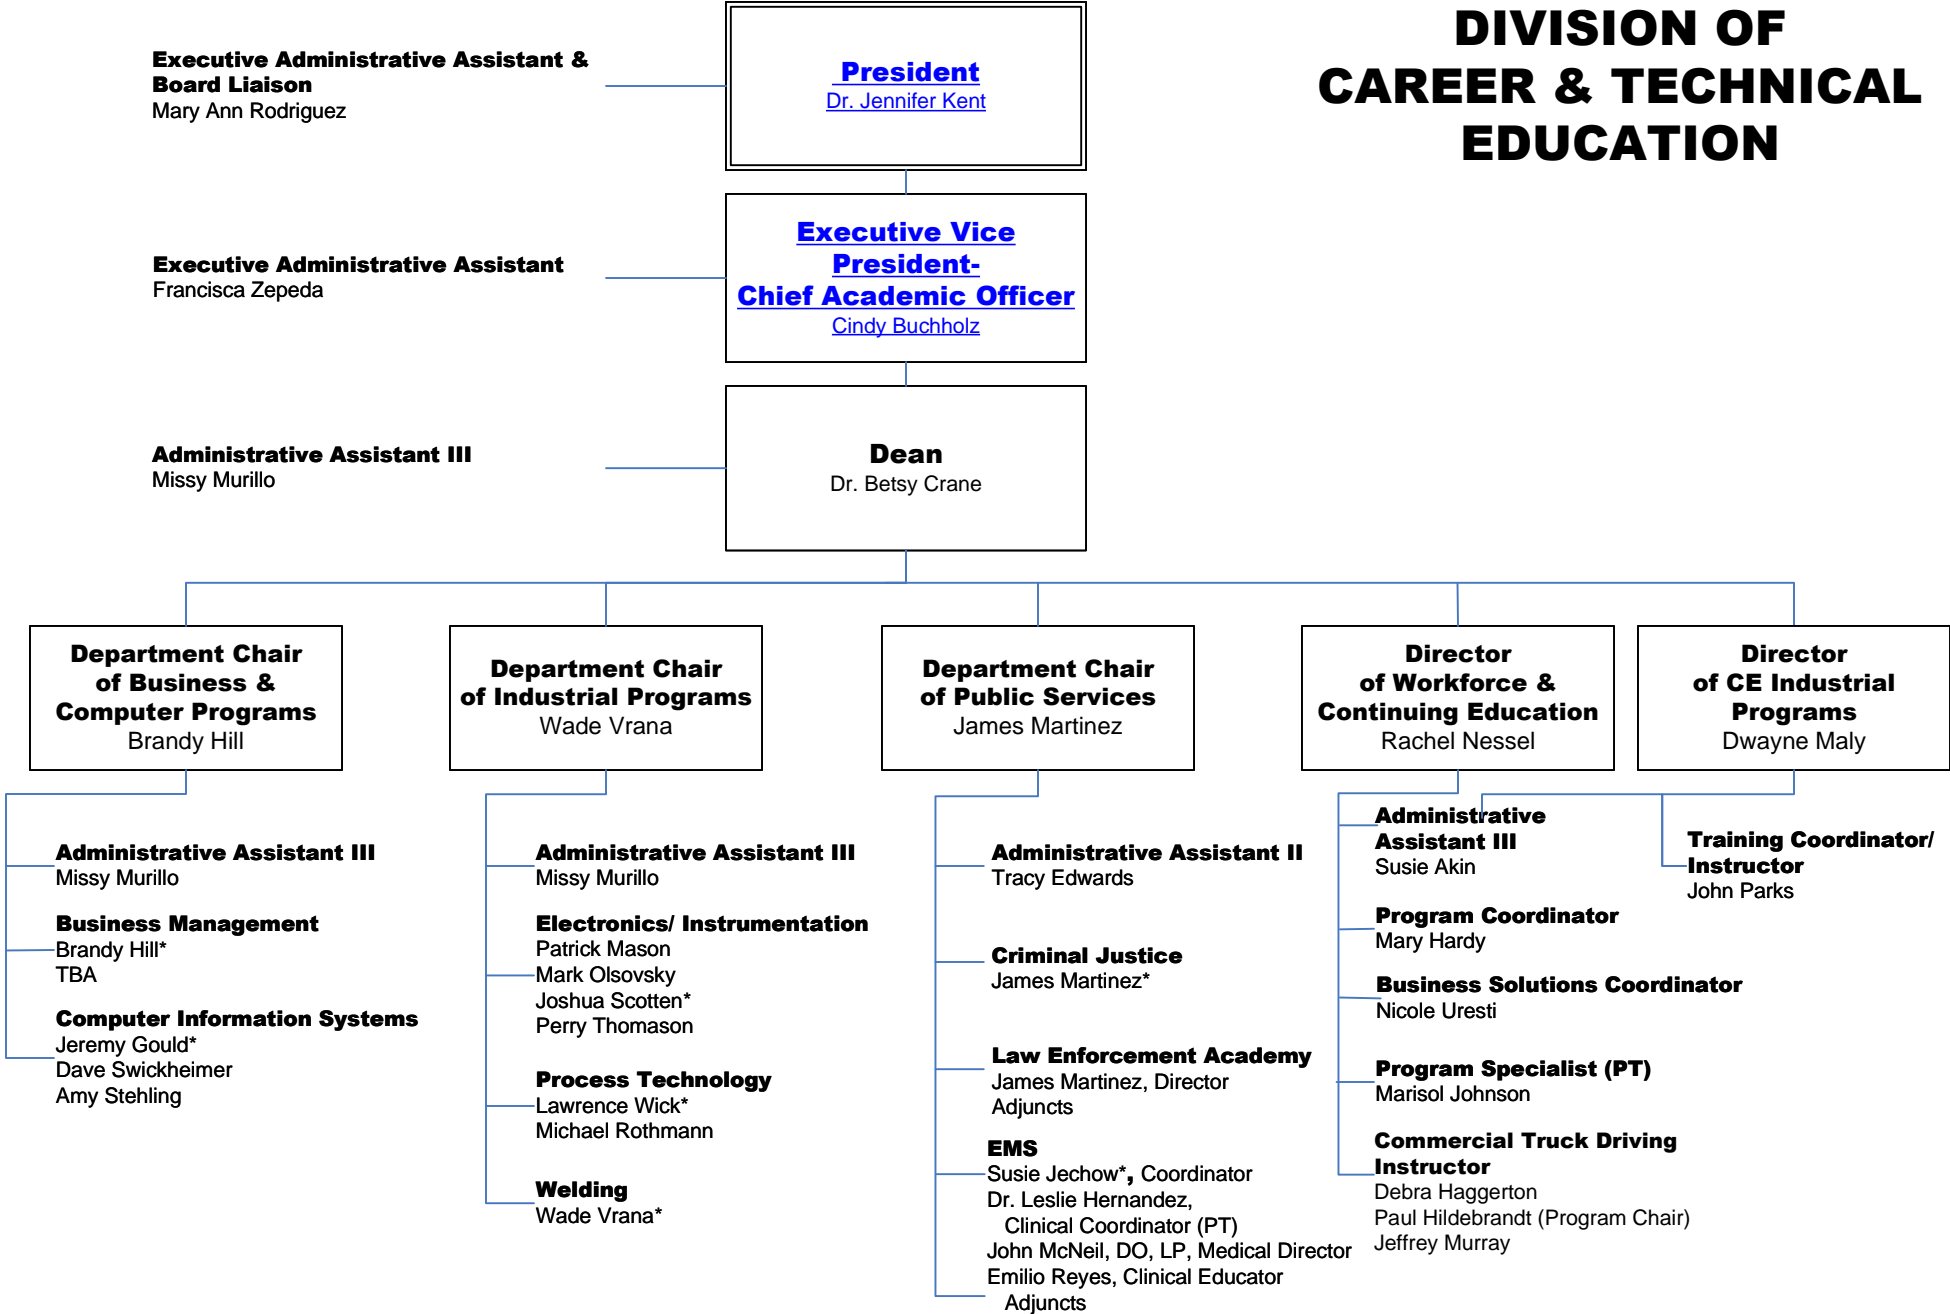 DIVISION OF
CAREER & TECHNICAL
EDUCATION
Executive Administrative Assistant &
Board Liaison
Mary Ann Rodriguez
President
Dr. Jennifer Kent
Executive Administrative Assistant
Francisca Zepeda
Executive Vice
President-
Chief Academic Officer
Cindy Buchholz
Administrative Assistant III
Missy Murillo
Dean
Dr. Betsy Crane
Department Chair
of Business &
Computer Programs
Brandy Hill
Administrative Assistant III
Missy Murillo
Business Management
Brandy Hill*
TBA
Computer Information Systems
Jeremy Gould*
Dave Swickheimer
Amy Stehling
Department Chair
of Industrial Programs
Wade Vrana
Administrative Assistant III
Missy Murillo
Electronics/ Instrumentation
Patrick Mason
Mark Olsovsky
Joshua Scotten*
Perry Thomason
Process Technology
Lawrence Wick*
Michael Rothmann
Welding
Wade Vrana*
Department Chair
of Public Services
James Martinez
Administrative Assistant II
Tracy Edwards
Criminal Justice
James Martinez*
Law Enforcement Academy
James Martinez, Director
Adjuncts
EMS
Susie Jechow*, Coordinator
Dr. Leslie Hernandez,
Clinical Coordinator (PT)
John McNeil, DO, LP, Medical Director
Emilio Reyes, Clinical Educator
Adjuncts
Director
of Workforce &
Continuing Education
Rachel Nessel
Administrative
Assistant III
Susie Akin
Program Coordinator
Mary Hardy
Business Solutions Coordinator
Nicole Uresti
Program Specialist (PT)
Marisol Johnson
Commercial Truck Driving
Instructor
Debra Haggerton
Paul Hildebrandt (Program Chair)
Jeffrey Murray
Director
of CE Industrial
Programs
Dwayne Maly
Training Coordinator/
Instructor
John Parks